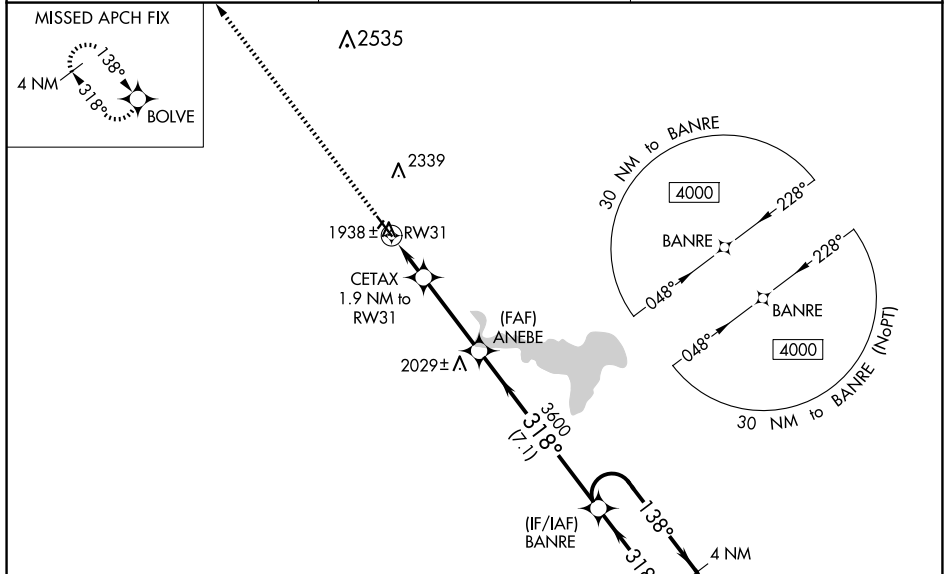 MISSED APCH FIX
138°
4 NM
318°
BOLVE
2535
2339
1938±
RW31
CETAX
1.9 NM to
RW31
(FAF)
ANEBE
2029±
3600
318°
(7.1)
(IF/IAF)
BANRE
138°
4 NM
318
30 NM to BANRE
4000
228°
BANRE
048°
228°
BANRE
048°
4000
30 NM to BANRE (NoPT)